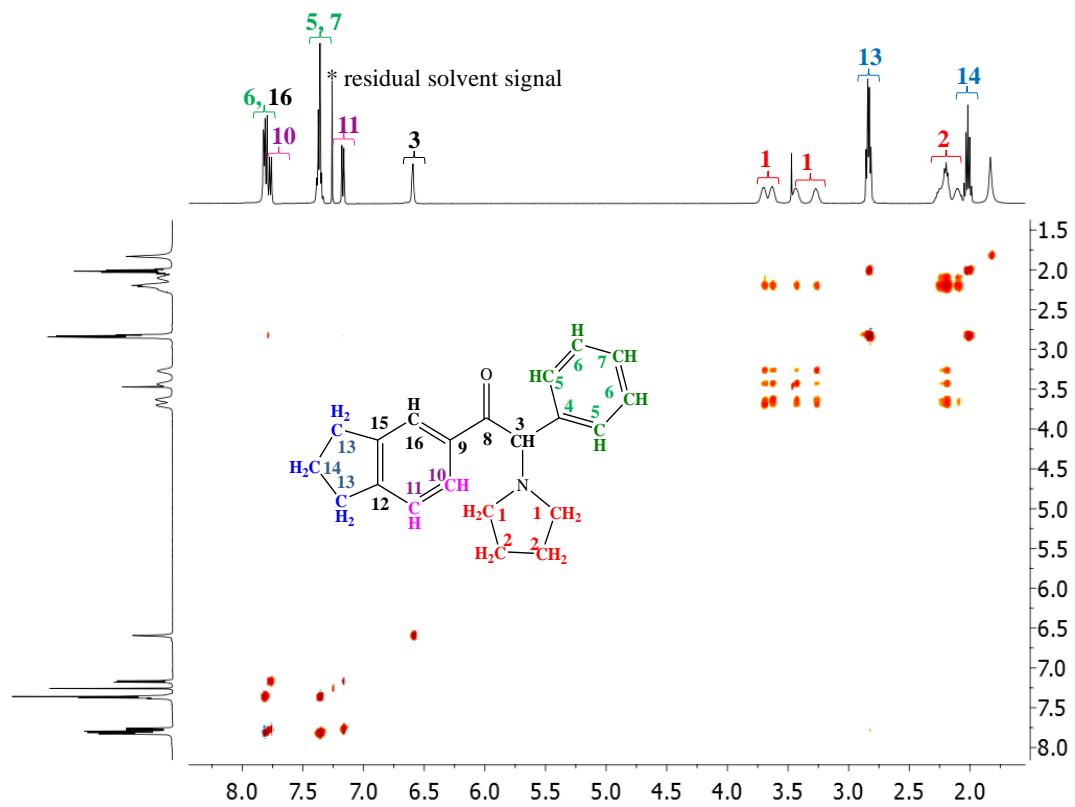 5, 7
* residual solvent signal
13
14
6, 16
10
11
3
1
1
2
1.5
2.0
2.5
3.0
3.5
4.0
4.5
5.0
5.5
6.0
6.5
7.0
7.5
8.0
H
C
6
7
CH
O
HC
5
6
CH
H
H2
C
15
4
5
13
16
9
8
3
CH
C
H
H2C
14
13
10
CH
11
N
C
H2
12
C
H
H2C
1
1
CH2
H2C
2
2
CH2
8.0 7.5 7.0 6.5 6.0 5.5 5.0 4.5 4.0 3.5 3.0 2.5 2.0